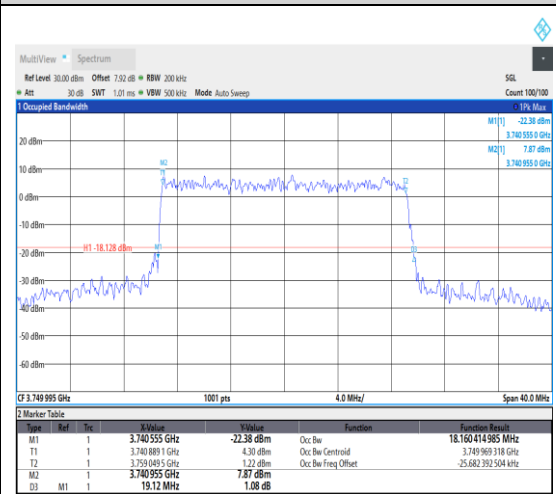 MultiView Spectrum
Ref Level 30.00 dBm Offset 7.92 dB RBW 200 kHz SGL
Att 30 dB SWT 1.01 ms VBW 500 kHz Mode Auto Sweep Count 100/100
1 Occupied Bandwidth 1Pk Max
M1[1] -22.38 dBm
3.740 555 0 GHz
M2[1] 7.87 dBm
3.740 955 0 GHz
20 dBm
M2
10 dBm
T2
0 dBm
-10 dBm
H1 -18.128 dBm
M1
D3
-20 dBm
-30 dBm
-40 dBm
-50 dBm
-60 dBm
CF 3.749 995 GHz 1001 pts 4.0 MHz/ Span 40.0 MHz
2 Marker Table
Type Ref Trc X-Value Y-Value Function Function Result
M1 1 3.740 555 GHz -22.38 dBm Occ Bw 18.160 414 985 MHz
T1 1 3.740 889 1 GHz 4.30 dBm Occ Bw Centroid 3.749 969 318 GHz
T2 1 3.759 049 5 GHz 1.22 dBm Occ Bw Freq Offset -25.682 392 504 kHz
M2 1 3.740 955 GHz 7.87 dBm
D3 M1 1 19.12 MHz 1.08 dB